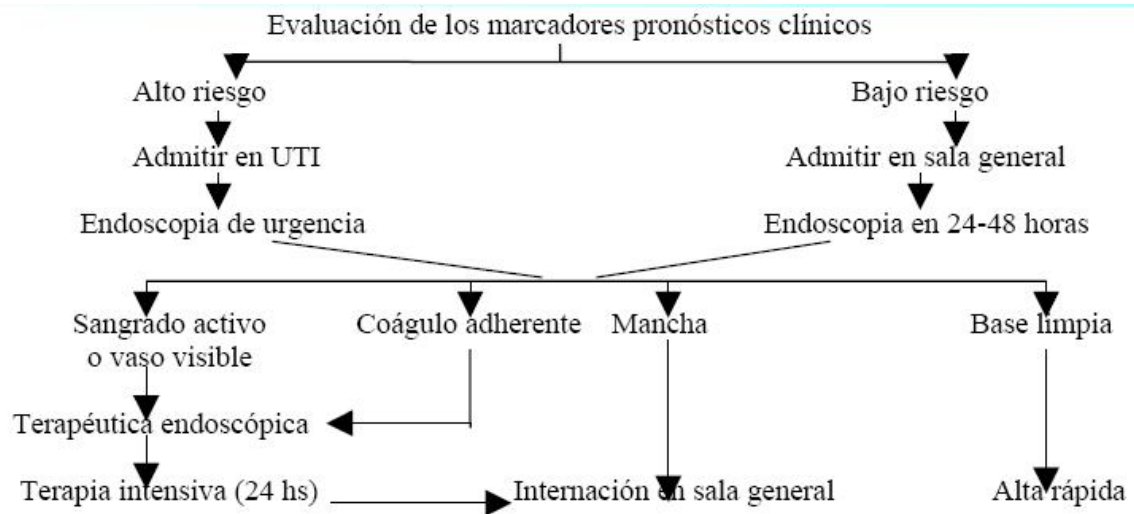 Evaluación de los marcadores pronósticos clínicos
Alto riesgo
Bajo riesgo
Admitir en UTI
Admitir en sala general
Endoscopia de urgencia
Endoscopia en 24-48 horas
Sangrado activo
o vaso visible
Coágulo adherente
Mancha
Base limpia
Terapéutica endoscópica
Terapia intensiva (24 hs)
Internación en sala general
Alta rápida